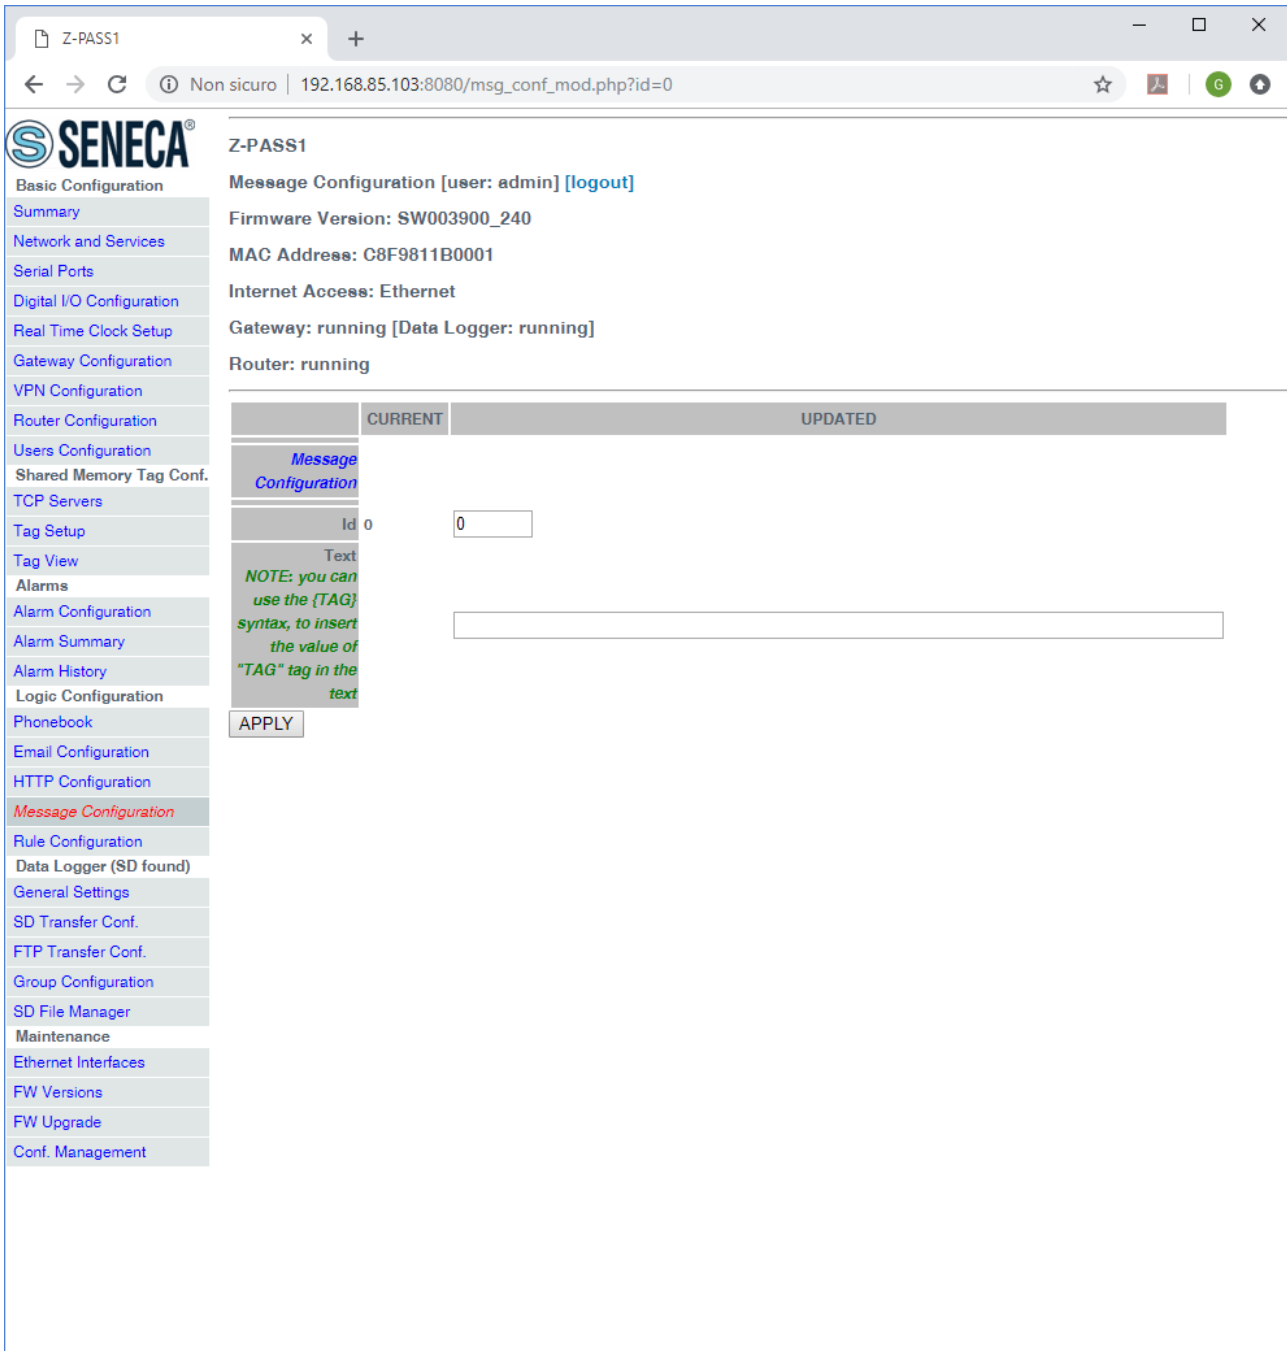 Z-PASS1
Non sicuro | 192.168.85.103:8080/msg_conf_mod.php?id=0
G
S SENECA®
Basic Configuration
Summary
Network and Services
Serial Ports
Digital I/O Configuration
Real Time Clock Setup
Gateway Configuration
VPN Configuration
Router Configuration
Users Configuration
Shared Memory Tag Conf.
TCP Servers
Tag Setup
Tag View
Alarms
Alarm Configuration
Alarm Summary
Alarm History
Logic Configuration
Phonebook
Email Configuration
HTTP Configuration
Message Configuration
Rule Configuration
Data Logger (SD found)
General Settings
SD Transfer Conf.
FTP Transfer Conf.
Group Configuration
SD File Manager
Maintenance
Ethernet Interfaces
FW Versions
FW Upgrade
Conf. Management
Z-PASS1
Message Configuration [user: admin] [logout]
Firmware Version: SW003900_240
MAC Address: C8F9811B0001
Internet Access: Ethernet
Gateway: running [Data Logger: running]
Router: running
CURRENT UPDATED
Message
Configuration
Id 0 0
Text
NOTE: you can
use the {TAG}
syntax, to insert
the value of
"TAG" tag in the
text
APPLY